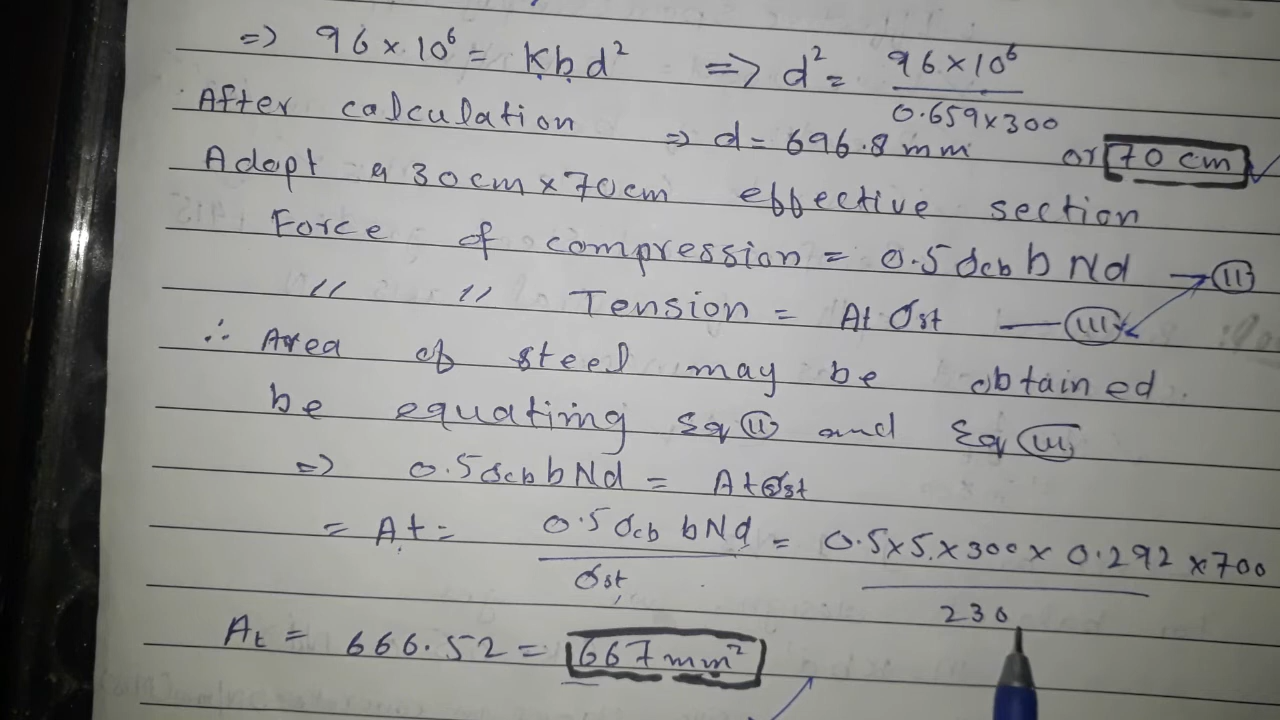 => 96×10⁶ = Kbd² => d² = 96×10⁶ / 0.659×300
After calculation => d = 696.8 mm or 70 cm
Adopt a 30cm×70cm effective section
Force of compression = 0.5 σcb b Nd → (II)
" " Tension = At σst — (III)
∴ Area of steel may be obtained.
be equating Eq (II) and Eq (III)
=> 0.5 σcb b Nd = At σst
= At = 0.5 σcb b Nd / σst = 0.5×5×300×0.292×700 / 230
At = 666.52 = 667 mm²